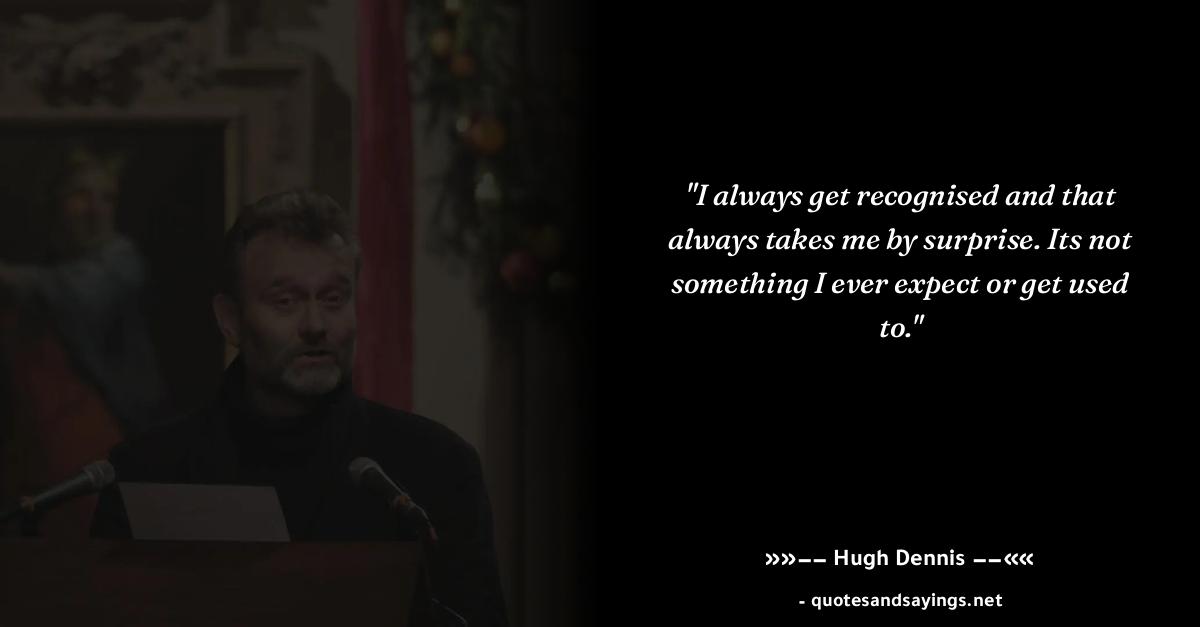 "I always get recognised and that
always takes me by surprise. Its not
something I ever expect or get used
to."
»»–– Hugh Dennis ––««
- quotesandsayings.net